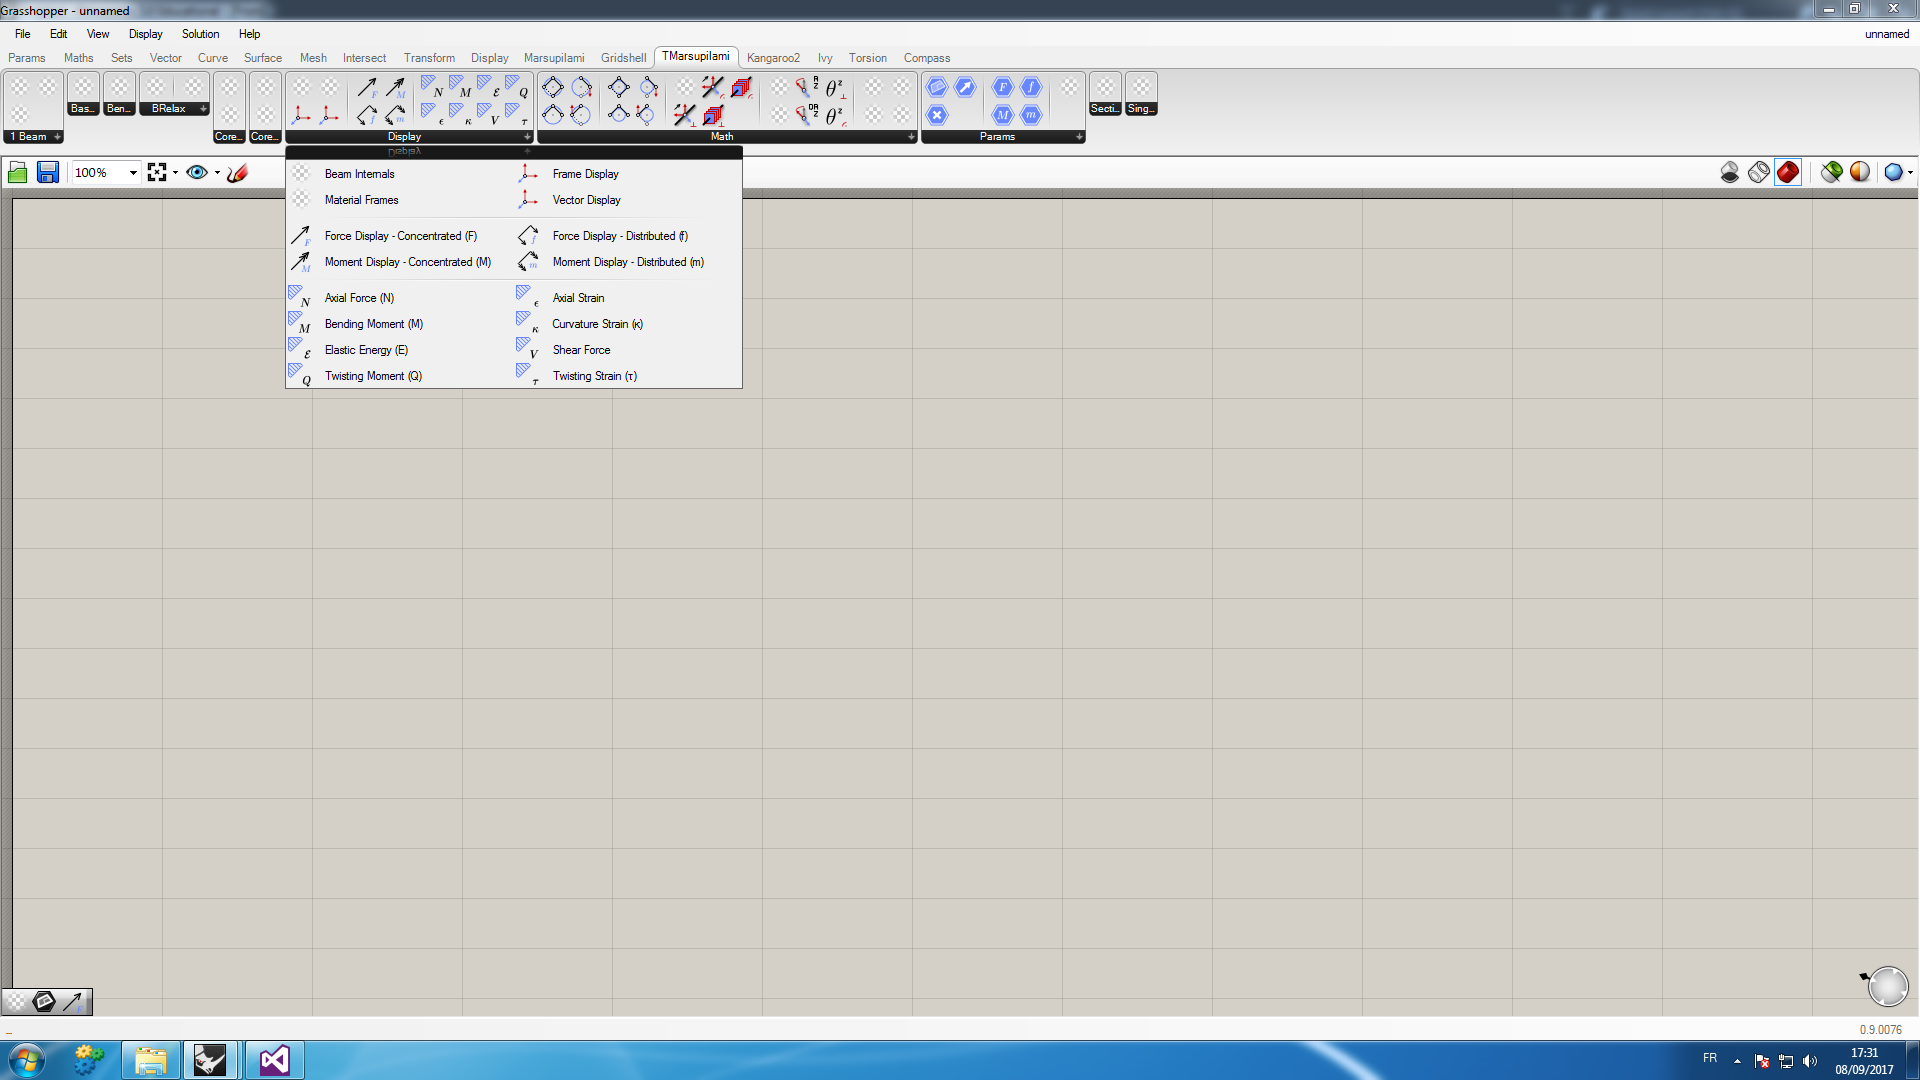 Grasshopper - unnamed
File Edit View Display Solution Help unnamed
Params Maths Sets Vector Curve Surface Mesh Intersect Transform Display Marsupilami Gridshell TMarsupilami Kangaroo2 Ivy Torsion Compass
1 Beam Bas... Ben... BRelax Core... Core... Display Math Params Secti... Sing...
Display
100%
Beam Internals Frame Display
Material Frames Vector Display
F Force Display - Concentrated (F) f Force Display - Distributed (f)
M Moment Display - Concentrated (M) m Moment Display - Distributed (m)
N Axial Force (N) ϵ Axial Strain
M Bending Moment (M) κ Curvature Strain (κ)
ℰ Elastic Energy (E) V Shear Force
Q Twisting Moment (Q) τ Twisting Strain (τ)
...
0.9.0076
FR 17:31
08/09/2017